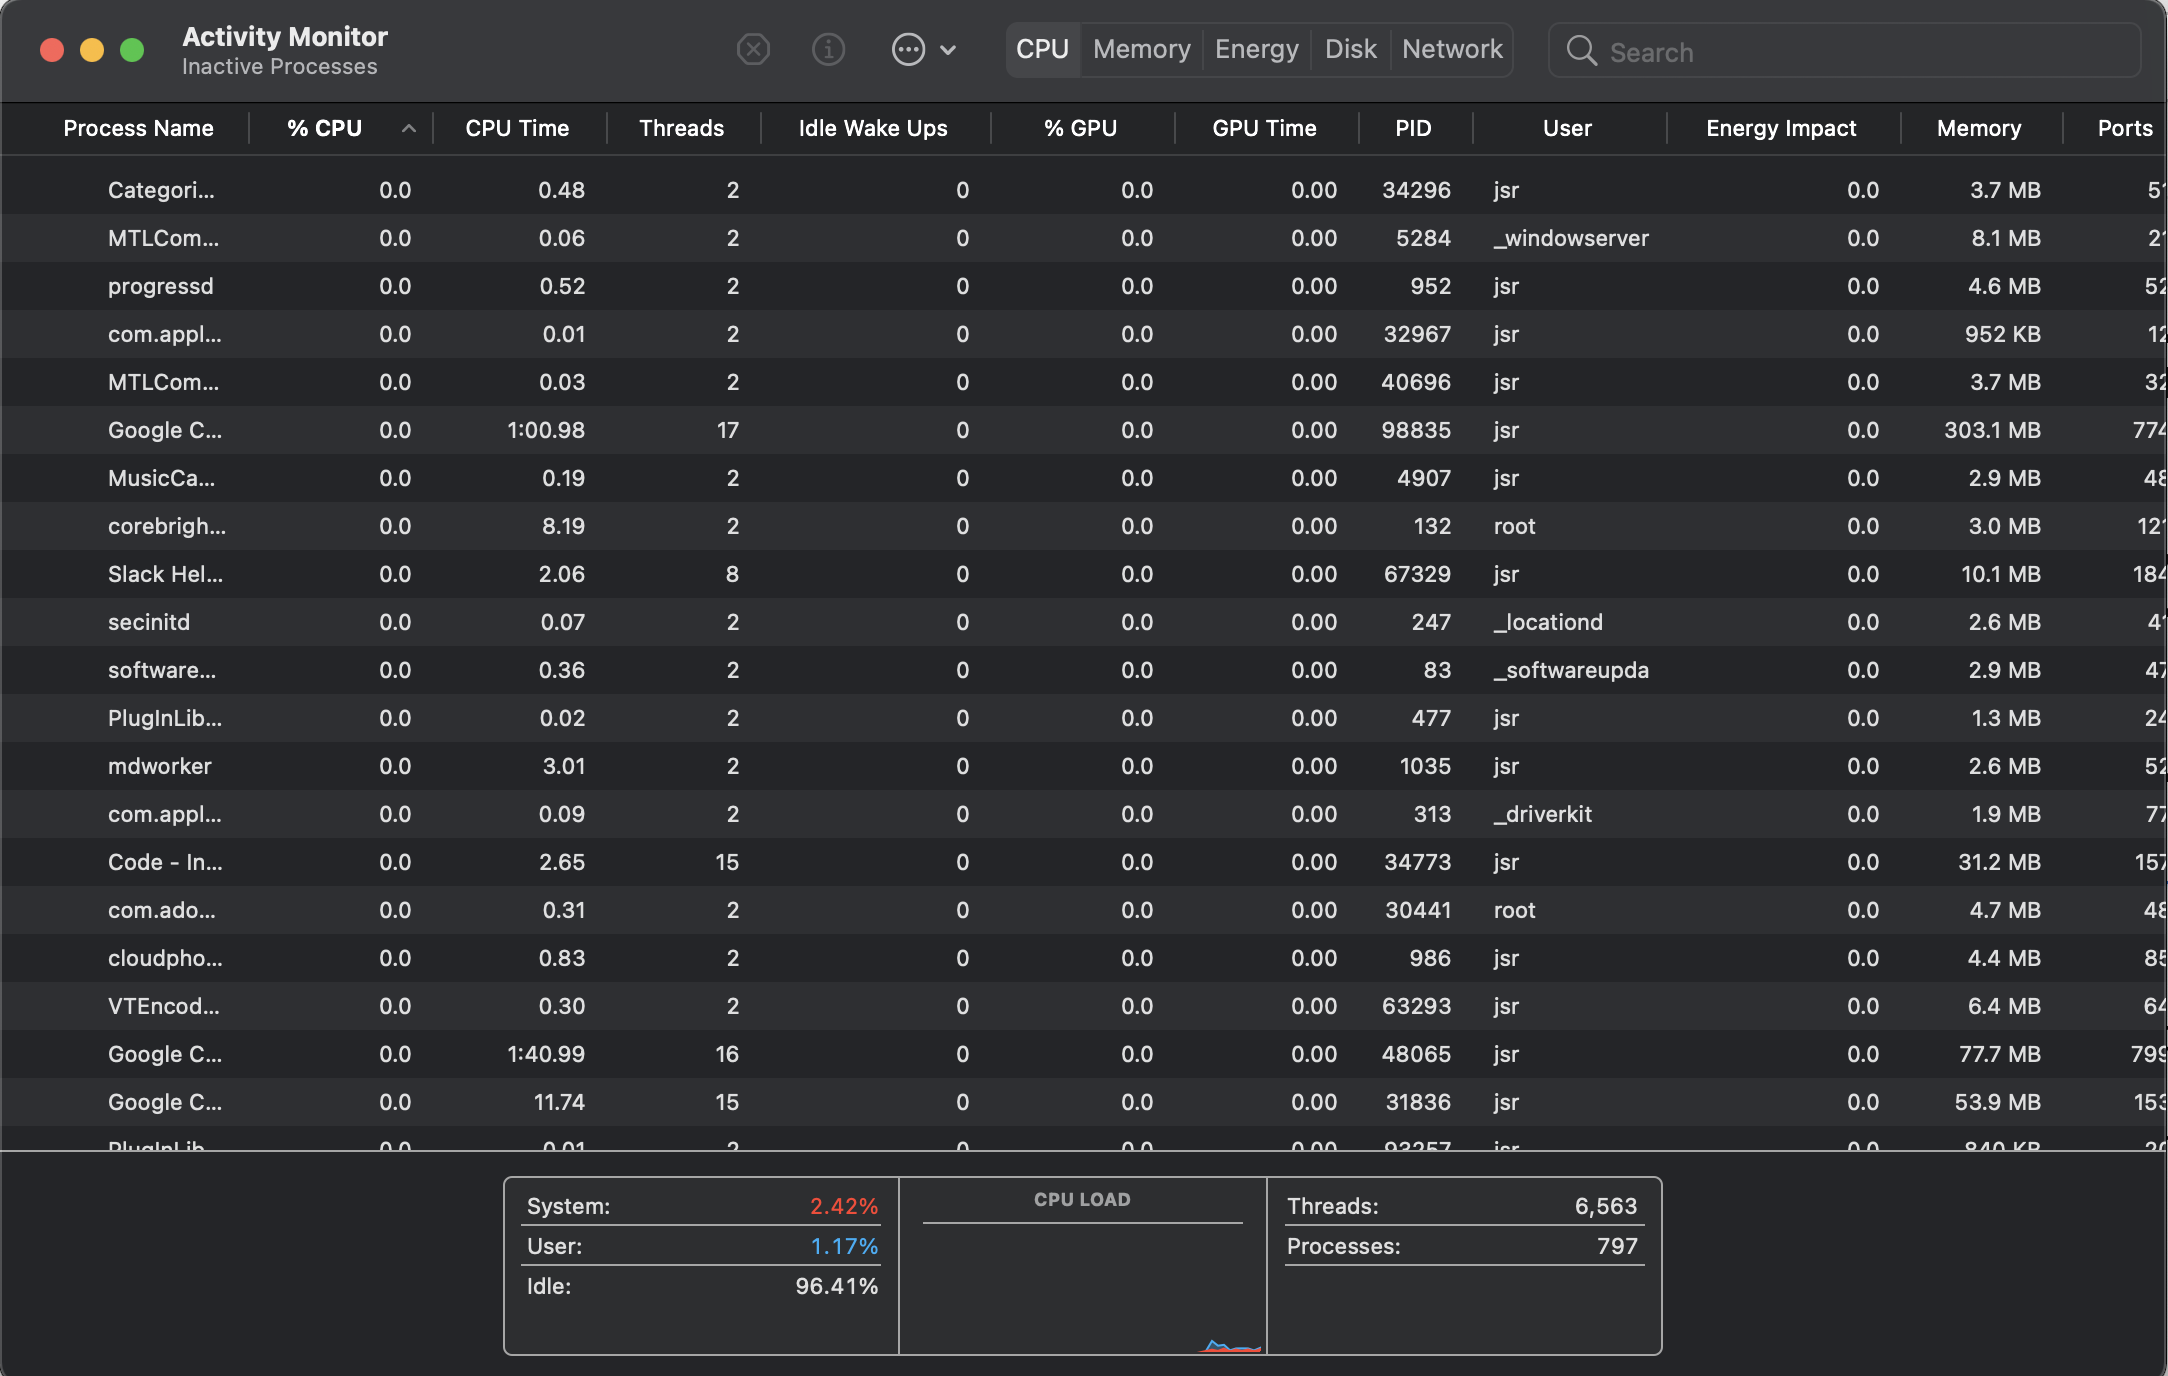 Activity Monitor
Inactive Processes
CPU Memory Energy Disk Network Search
Process Name % CPU CPU Time Threads Idle Wake Ups % GPU GPU Time PID User Energy Impact Memory Ports
Categori... 0.0 0.48 2 0 0.0 0.00 34296 jsr 0.0 3.7 MB
MTLCom... 0.0 0.06 2 0 0.0 0.00 5284 _windowserver 0.0 8.1 MB
progressd 0.0 0.52 2 0 0.0 0.00 952 jsr 0.0 4.6 MB 52
com.appl... 0.0 0.01 2 0 0.0 0.00 32967 jsr 0.0 952 KB 12
MTLCom... 0.0 0.03 2 0 0.0 0.00 40696 jsr 0.0 3.7 MB 32
Google C... 0.0 1:00.98 17 0 0.0 0.00 98835 jsr 0.0 303.1 MB 774
MusicCa... 0.0 0.19 2 0 0.0 0.00 4907 jsr 0.0 2.9 MB 48
corebrigh... 0.0 8.19 2 0 0.0 0.00 132 root 0.0 3.0 MB 121
Slack Hel... 0.0 2.06 8 0 0.0 0.00 67329 jsr 0.0 10.1 MB 184
secinitd 0.0 0.07 2 0 0.0 0.00 247 _locationd 0.0 2.6 MB 41
software... 0.0 0.36 2 0 0.0 0.00 83 _softwareupda 0.0 2.9 MB 47
PlugInLib... 0.0 0.02 2 0 0.0 0.00 477 jsr 0.0 1.3 MB 24
mdworker 0.0 3.01 2 0 0.0 0.00 1035 jsr 0.0 2.6 MB 52
com.appl... 0.0 0.09 2 0 0.0 0.00 313 _driverkit 0.0 1.9 MB 77
Code - In... 0.0 2.65 15 0 0.0 0.00 34773 jsr 0.0 31.2 MB 157
com.ado... 0.0 0.31 2 0 0.0 0.00 30441 root 0.0 4.7 MB 48
cloudpho... 0.0 0.83 2 0 0.0 0.00 986 jsr 0.0 4.4 MB 85
VTEncod... 0.0 0.30 2 0 0.0 0.00 63293 jsr 0.0 6.4 MB 64
Google C... 0.0 1:40.99 16 0 0.0 0.00 48065 jsr 0.0 77.7 MB 799
Google C... 0.0 11.74 15 0 0.0 0.00 31836 jsr 0.0 53.9 MB 153
PlugInLib 0.0 0.01 2 0 0.0 0.00 93257 jsr 0.0 840 KB
System: 2.42% CPU LOAD Threads: 6,563
User: 1.17% Processes: 797
Idle: 96.41%